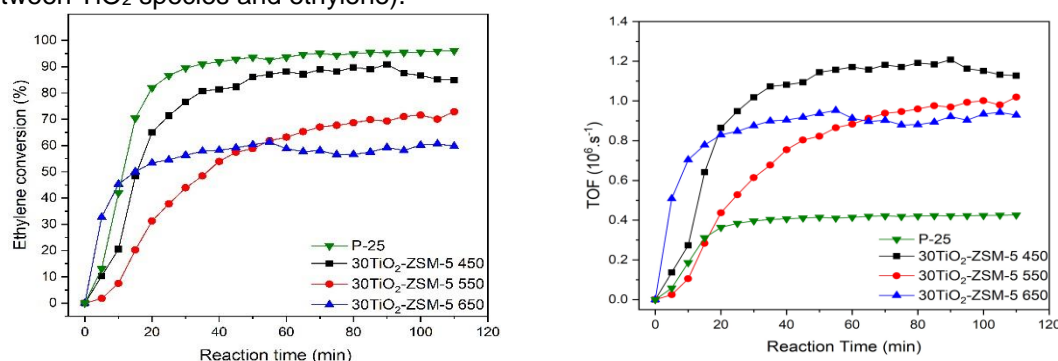 etween TiO₂ species and ethylene).
Ethylene conversion (%)
100
90
80
70
60
50
40
30
20
10
0
P-25
30TiO₂-ZSM-5 450
30TiO₂-ZSM-5 550
30TiO₂-ZSM-5 650
0 20 40 60 80 100 120
Reaction time (min)
TOF (10⁶.s⁻¹)
1.4
1.2
1.0
0.8
0.6
0.4
0.2
0.0
P-25
30TiO₂-ZSM-5 450
30TiO₂-ZSM-5 550
30TiO₂-ZSM-5 650
0 20 40 60 80 100 120
Reaction Time (min)